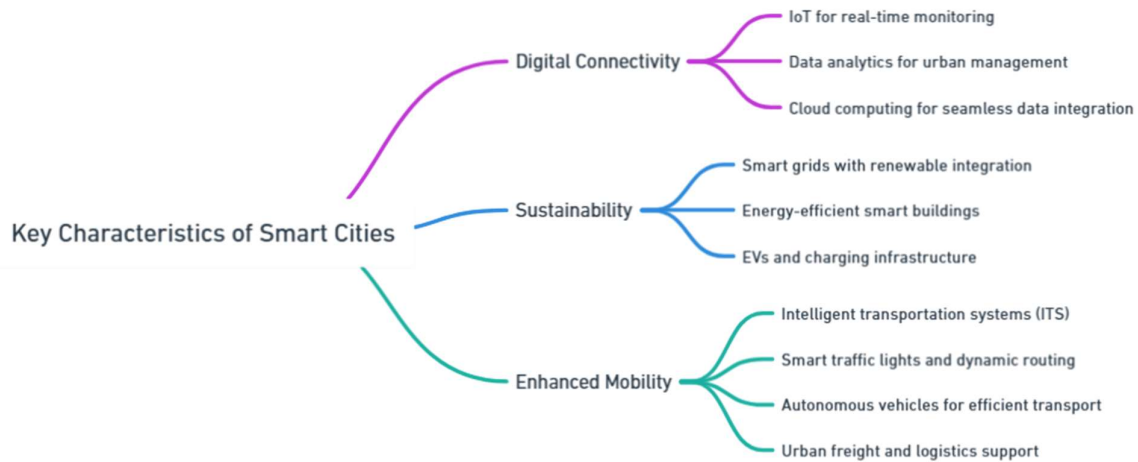 Key Characteristics of Smart Cities
Digital Connectivity
IoT for real-time monitoring
Data analytics for urban management
Cloud computing for seamless data integration
Sustainability
Smart grids with renewable integration
Energy-efficient smart buildings
EVs and charging infrastructure
Enhanced Mobility
Intelligent transportation systems (ITS)
Smart traffic lights and dynamic routing
Autonomous vehicles for efficient transport
Urban freight and logistics support